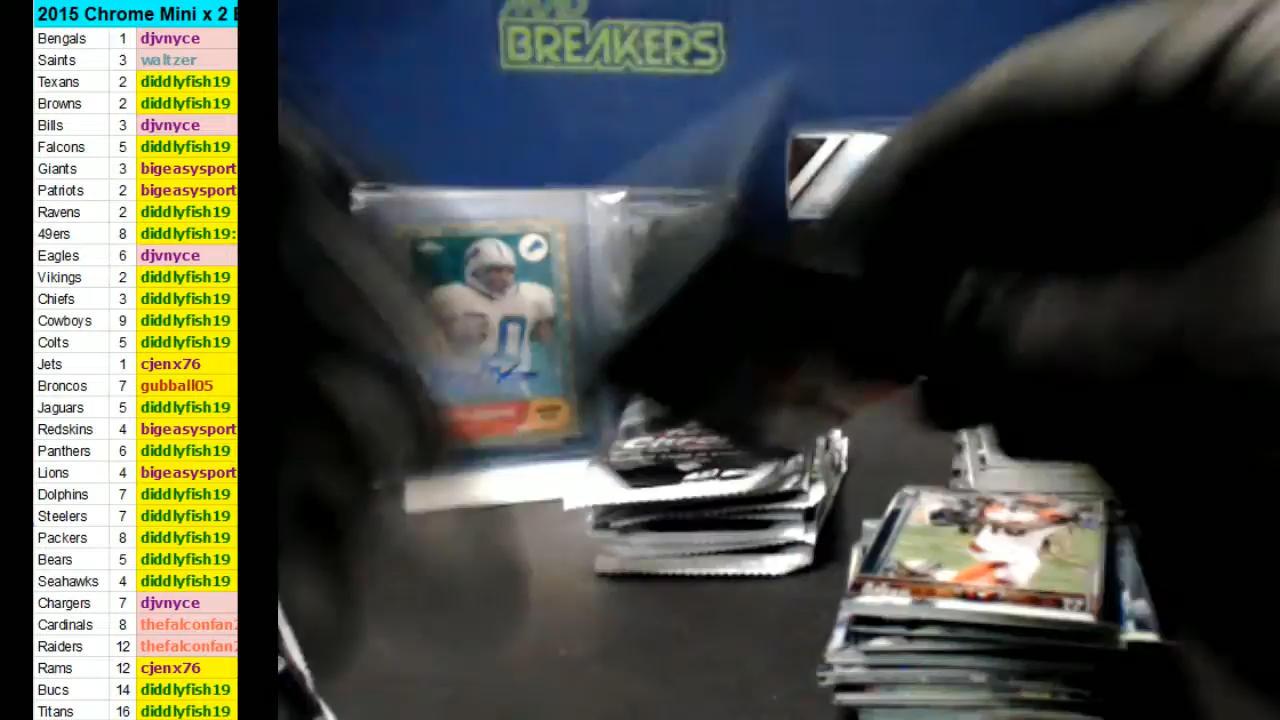 2015 Chrome Mini x 2 B
Bengals 1 djvnyce
Saints 3 waltzer
Texans 2 diddlyfish19
Browns 2 diddlyfish19
Bills 3 djvnyce
Falcons 5 diddlyfish19
Giants 3 bigeasysport
Patriots 2 bigeasysport
Ravens 2 diddlyfish19
49ers 8 diddlyfish19:
Eagles 6 djvnyce
Vikings 2 diddlyfish19
Chiefs 3 diddlyfish19
Cowboys 9 diddlyfish19
Colts 5 diddlyfish19
Jets 1 cjenx76
Broncos 7 gubball05
Jaguars 5 diddlyfish19
Redskins 4 bigeasysport
Panthers 6 diddlyfish19
Lions 4 bigeasysport
Dolphins 7 diddlyfish19
Steelers 7 diddlyfish19
Packers 8 diddlyfish19
Bears 5 diddlyfish19
Seahawks 4 diddlyfish19
Chargers 7 djvnyce
Cardinals 8 thefalconfan
Raiders 12 thefalconfan
Rams 12 cjenx76
Bucs 14 diddlyfish19
Titans 16 diddlyfish19
BREAKERS
0